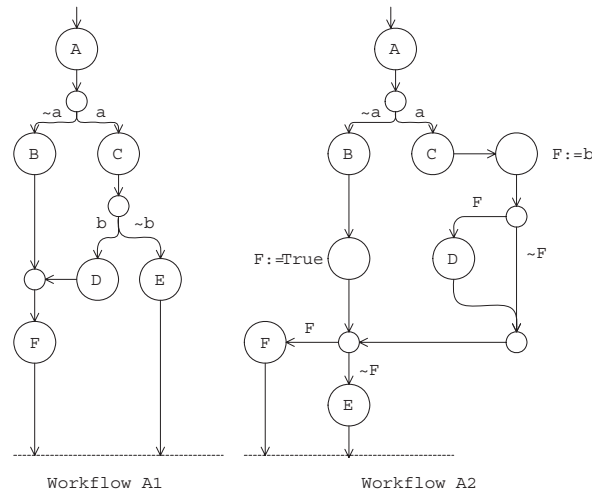 A
A
~a a
~a a
B
C
B
C
F:=b
b ~b
F
D
~F
D
E
F:=True
F
F
F
~F
E
Workflow A1
Workflow A2